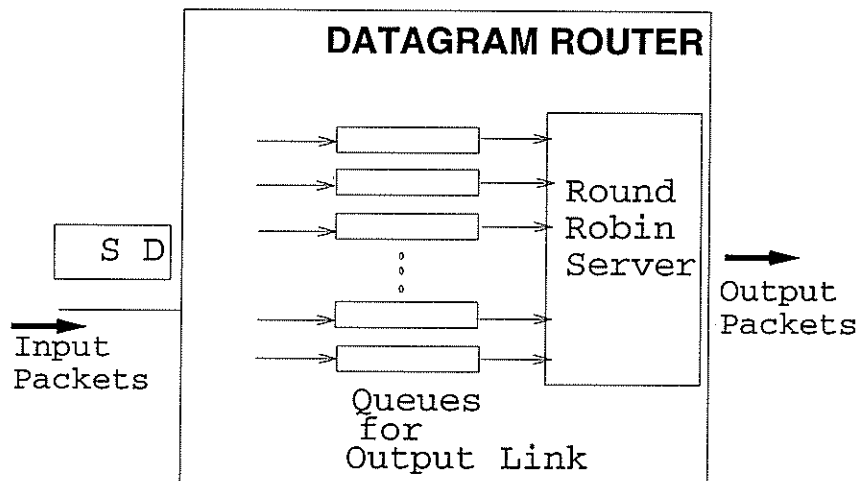 DATAGRAM ROUTER
S D
Input
Packets
Round
Robin
Server
Output
Packets
Queues
for
Output Link